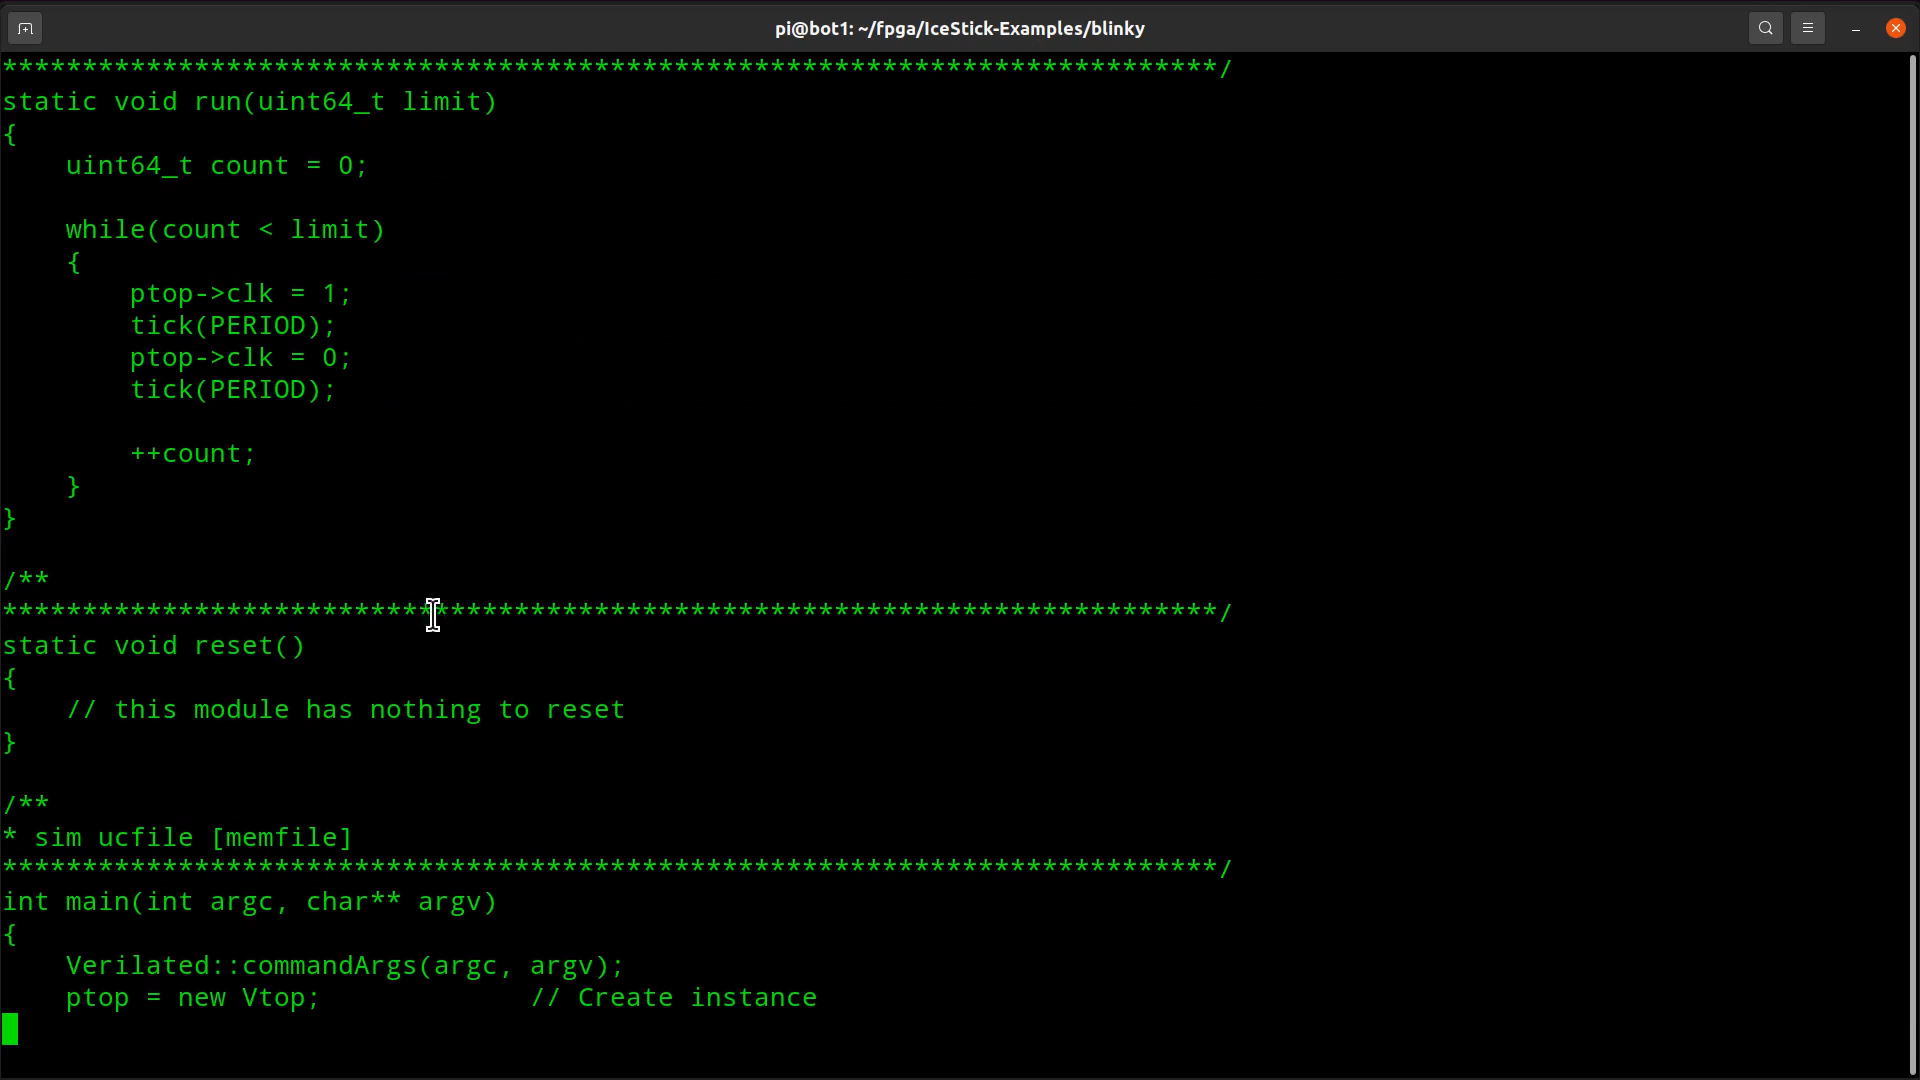 pi@bot1: ~/fpga/IceStick-Examples/blinky
****************************************************************************/
static void run(uint64_t limit)
{
    uint64_t count = 0;

    while(count < limit)
    {
        ptop->clk = 1;
        tick(PERIOD);
        ptop->clk = 0;
        tick(PERIOD);

        ++count;
    }
}

/**
****************************************************************************/
static void reset()
{
    // this module has nothing to reset
}

/**
* sim ucfile [memfile]
****************************************************************************/
int main(int argc, char** argv)
{
    Verilated::commandArgs(argc, argv);
    ptop = new Vtop;             // Create instance